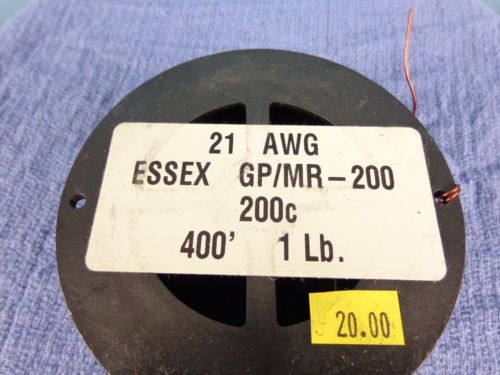 21 AWG
ESSEX GP/MR-200
200c
400' 1 Lb.
20.00